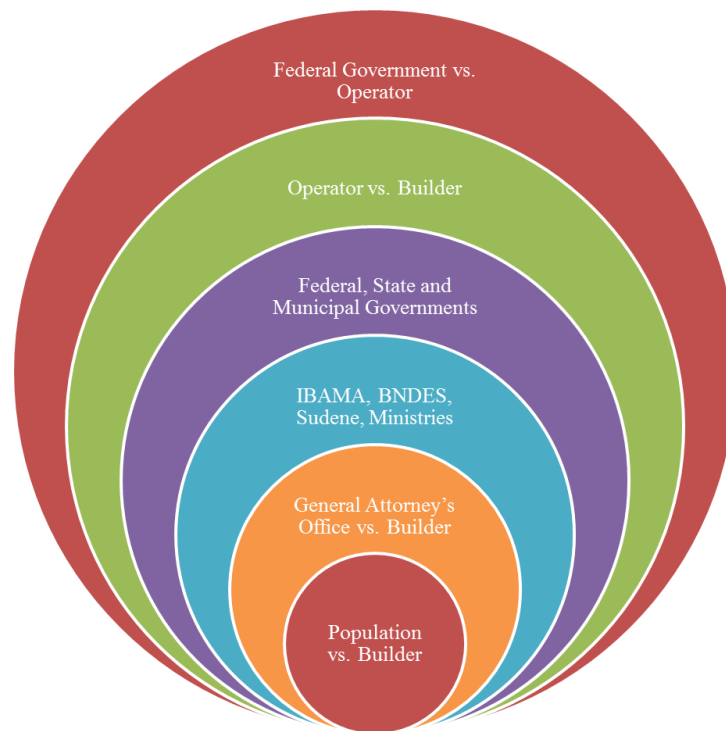 Federal Government vs.
Operator
Operator vs. Builder
Federal, State and
Municipal Governments
IBAMA, BNDES,
Sudene, Ministries
General Attorney’s
Office vs. Builder
Population
vs. Builder